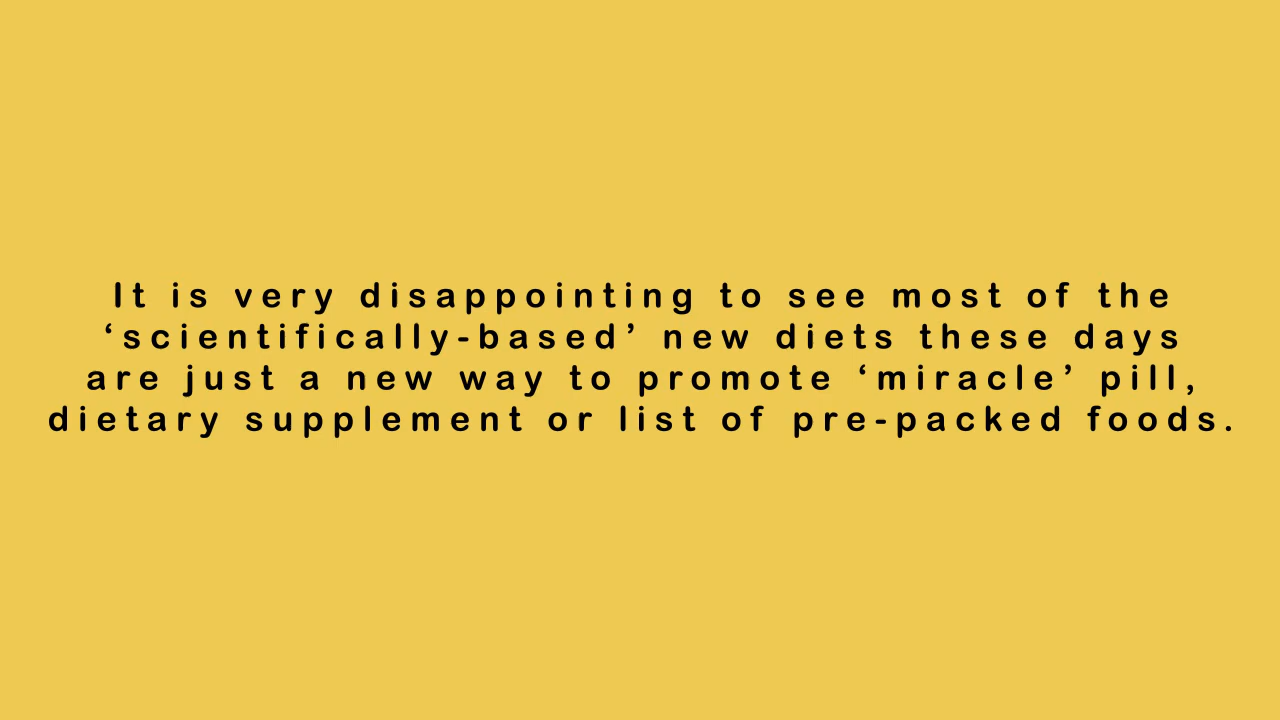 It is very disappointing to see most of the
‘scientifically-based’ new diets these days
are just a new way to promote ‘miracle’ pill,
dietary supplement or list of pre-packed foods.